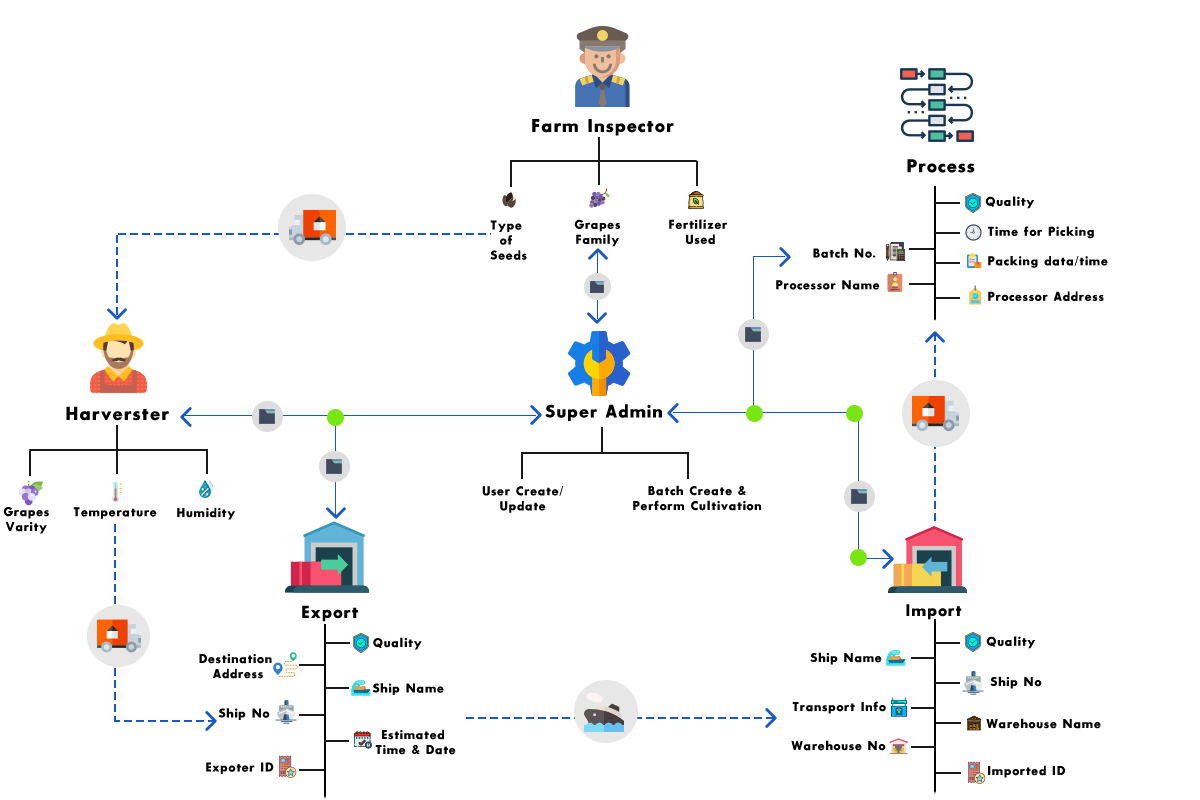 Farm Inspector
Type
of
Seeds
Grapes
Family
Fertilizer
Used
Process
Quality
Time for Picking
Batch No.
Packing data/time
Processor Name
Processor Address
Harverster
Grapes
Varity
Temperature
Humidity
Super Admin
User Create/
Update
Batch Create &
Perform Cultivation
Export
Quality
Destination
Address
Ship Name
Ship No
Estimated
Time & Date
Expoter ID
Import
Quality
Ship Name
Ship No
Transport Info
Warehouse Name
Warehouse No
Imported ID